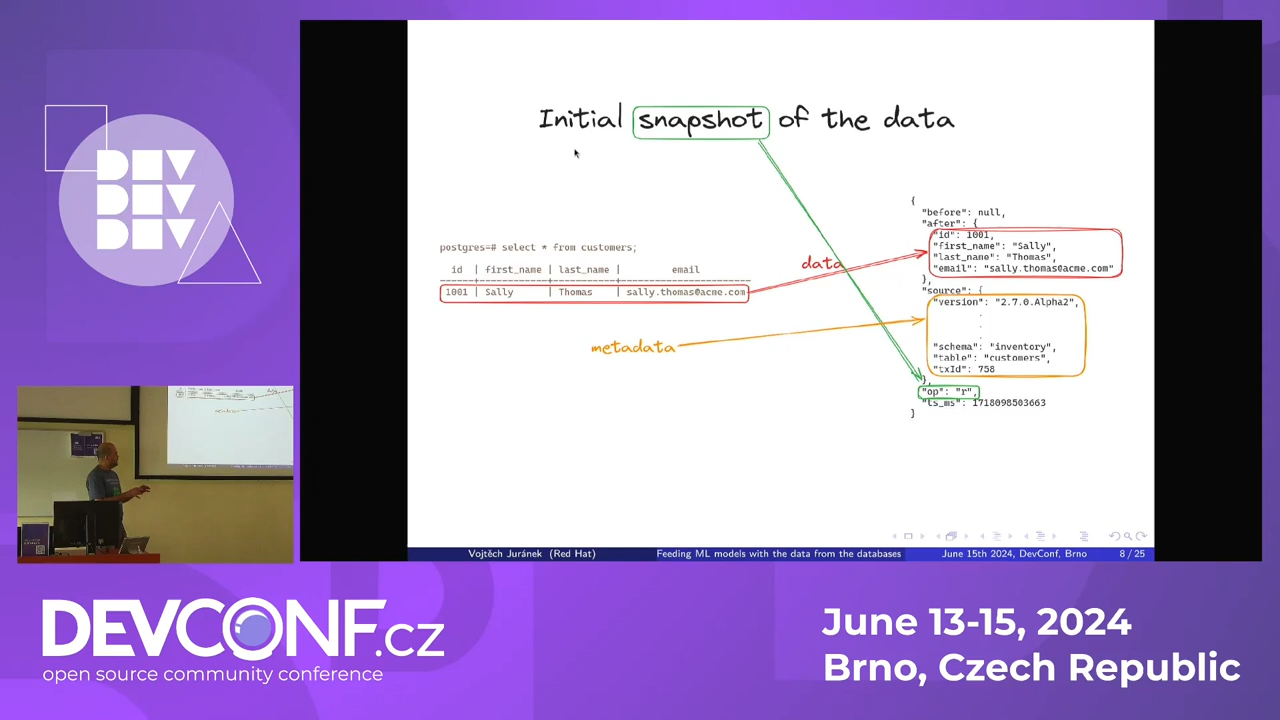 DEV
DEV
DEV
Initial snapshot of the data
postgres=# select * from customers;
id | first_name | last_name | email
1001 | Sally | Thomas | sally.thomas@acme.com
data
metadata
{
"before": null,
"after": {
"id": 1001,
"first_name": "Sally",
"last_name": "Thomas",
"email": "sally.thomas@acme.com"
},
"source": {
"version": "2.7.0.Alpha2",
.
.
.
"schema": "inventory",
"table": "customers",
"txId": 758
},
"op": "r",
"ts_ms": 1718098503663
}
Vojtěch Juránek (Red Hat) Feeding ML models with the data from the databases June 15th 2024, DevConf, Brno 8 / 25
DEVCONF.cz
open source community conference
June 13-15, 2024
Brno, Czech Republic